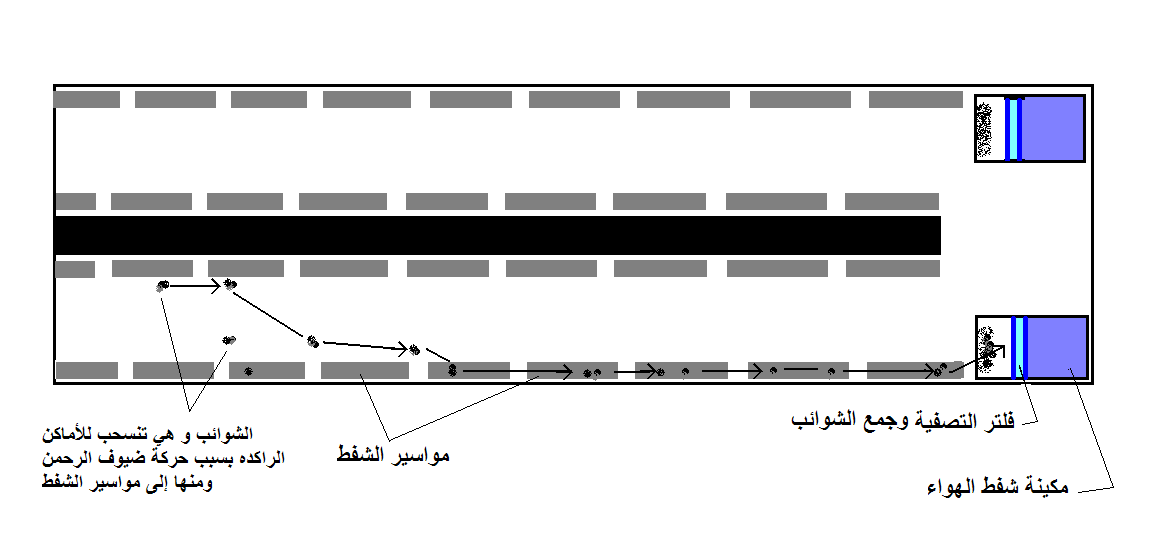 فلتر التصفية وجمع الشوائب
الشوائب و هي تنسحب للأماكن
الراكده بسبب حركة ضيوف الرحمن
ومنها إلى مواسير الشفط
مواسير الشفط
مكينة شفط الهواء